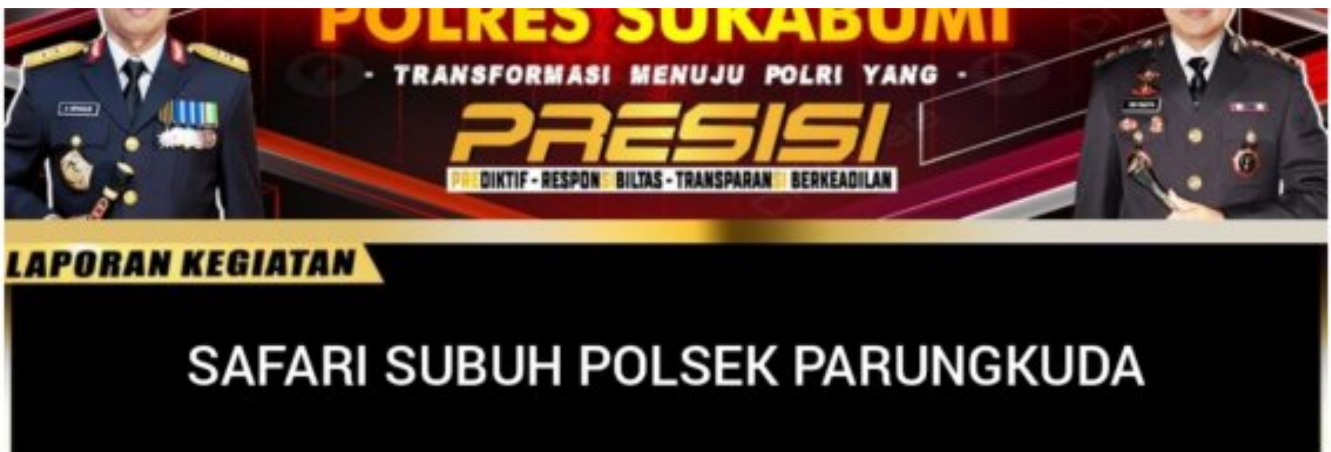 POLRES SUKABUMI
- TRANSFORMASI MENUJU POLRI YANG -
PRESISI
PREDIKTIF - RESPONSIBILTAS - TRANSPARANSI BERKEADILAN
LAPORAN KEGIATAN
SAFARI SUBUH POLSEK PARUNGKUDA